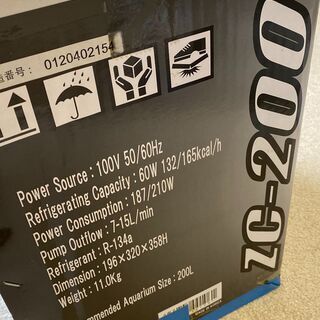 番号: 0120402154
ZC-200
Power Source : 100V 50/60Hz
Refrigerating Capacity : 60W 132/165kcal/h
Power Consumption : 187/210W
Pump Outflow : 7-15L/min
Refrigerant : R-134a
Dimension : 196×320×358H
Weight : 11.0Kg
Aquarium Size : 200L